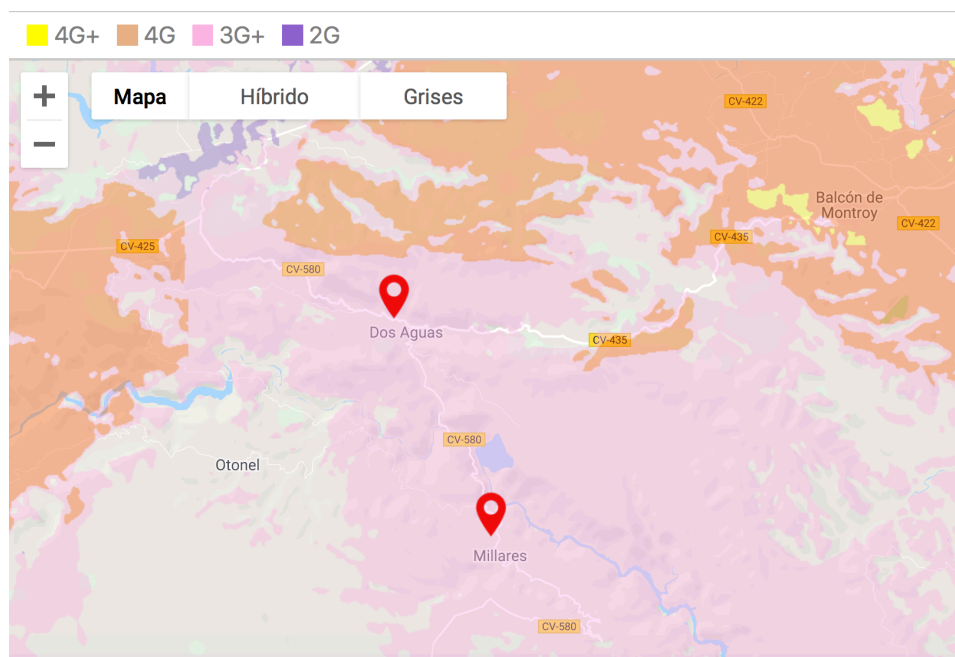 4G+ 4G 3G+ 2G
+ Mapa Híbrido Grises
−
CV-422
Balcón de
Montroy
CV-422
CV-435
CV-425
CV-580
Dos Aguas
CV-435
CV-580
Otonel
Millares
CV-580